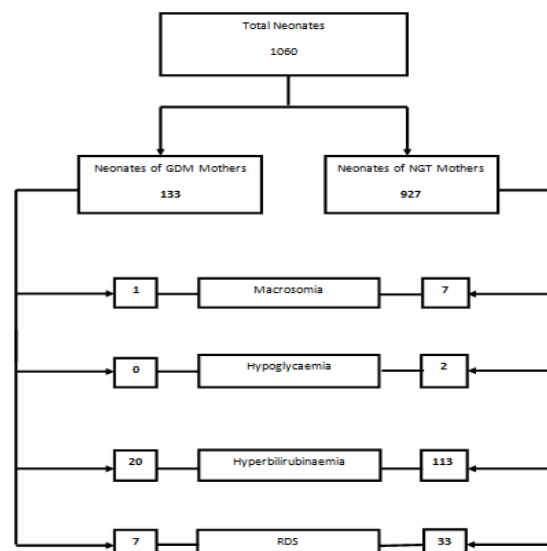 Total Neonates
1060
Neonates of GDM Mothers
133
Neonates of NGT Mothers
927
1 Macrosomia 7
0 Hypoglycaemia 2
20 Hyperbilirubinaemia 113
7 RDS 33